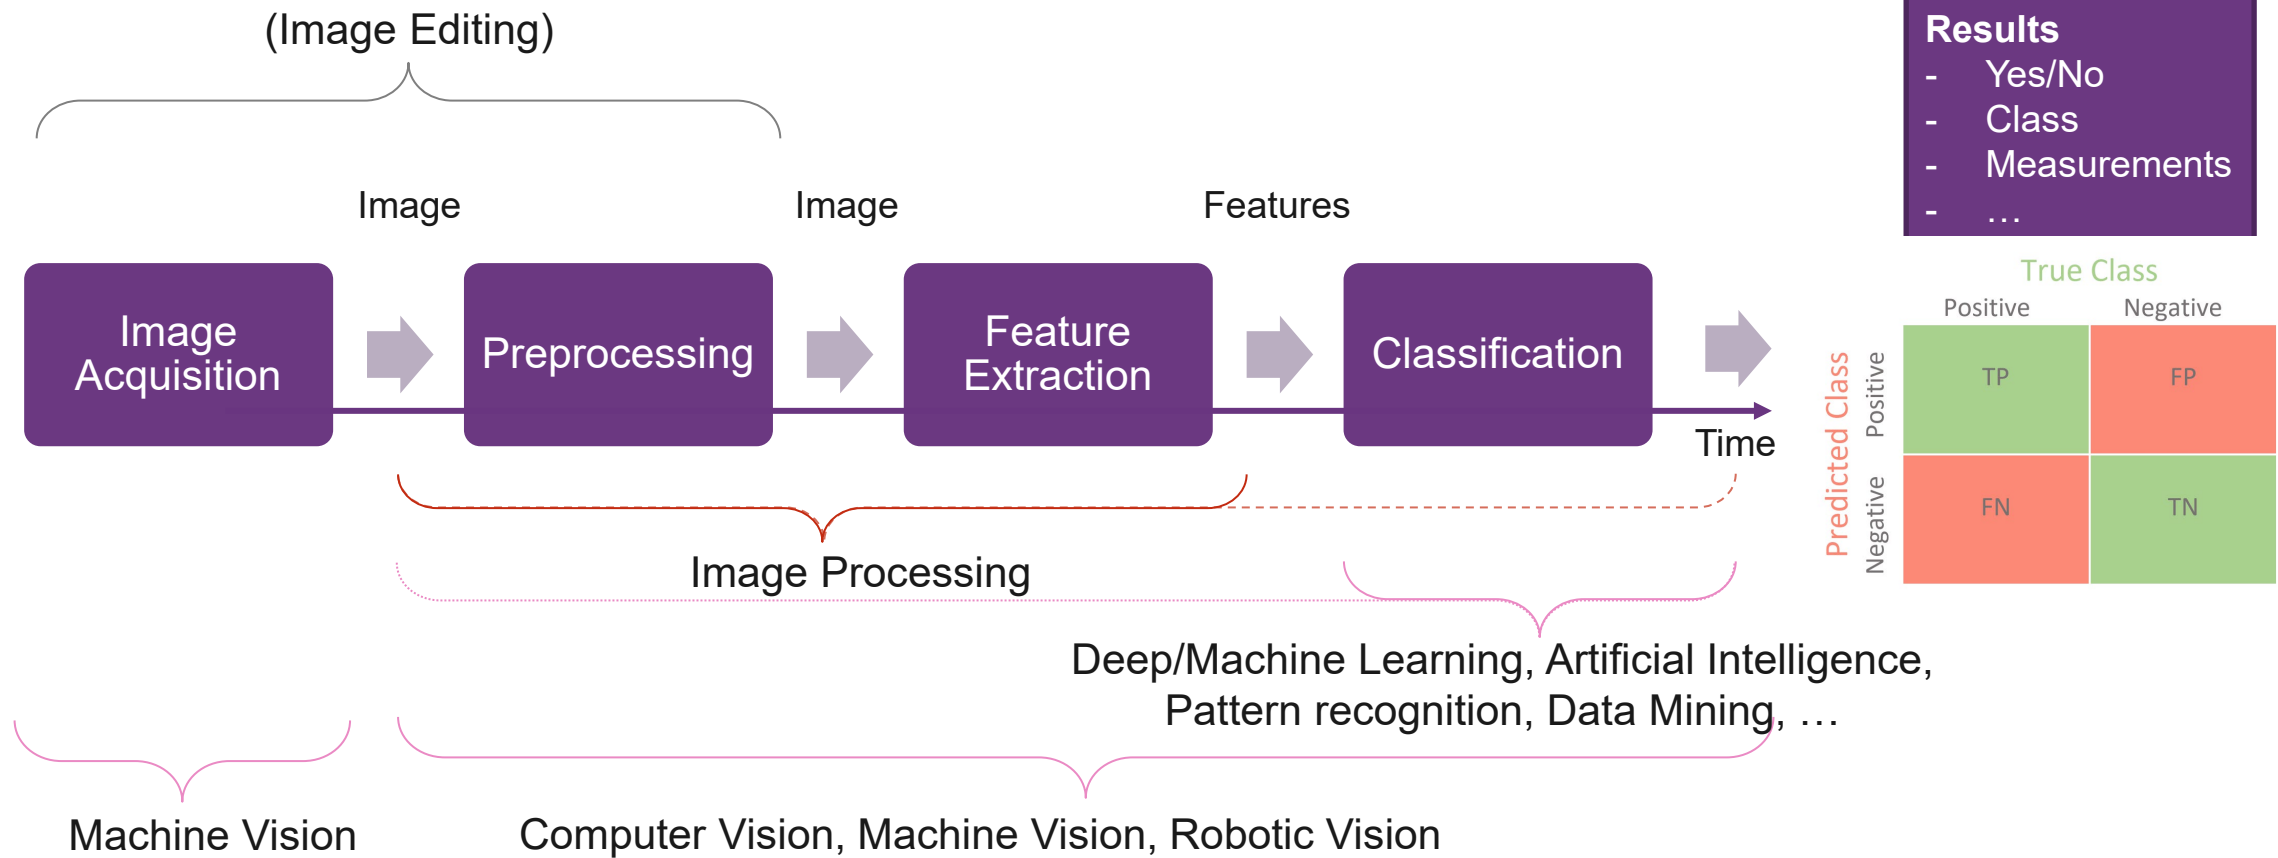 (Image Editing)
Results
- Yes/No
- Class
- Measurements
- …
Image
Image
Features
Image
Acquisition
Preprocessing
Feature
Extraction
Classification
Time
True Class
Positive
Negative
Predicted Class
Positive
Negative
TP
FP
FN
TN
Image Processing
Deep/Machine Learning, Artificial Intelligence,
Pattern recognition, Data Mining, …
Machine Vision
Computer Vision, Machine Vision, Robotic Vision